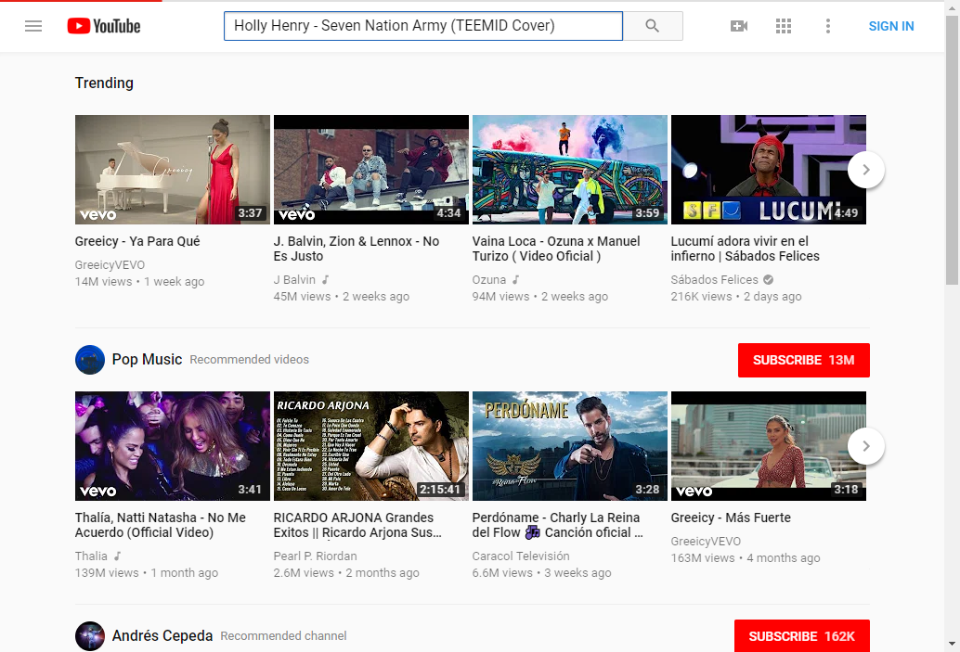 YouTube
Holly Henry - Seven Nation Army (TEEMID Cover)
SIGN IN
Trending
vevo
Greeicy
3:37
vevo
4:34
3:59
SFC
LUCUMÍ
4:49
Greeicy - Ya Para Qué
GreeicyVEVO
14M views • 1 week ago
J. Balvin, Zion & Lennox - No
Es Justo
J Balvin
45M views • 2 weeks ago
Vaina Loca - Ozuna x Manuel
Turizo ( Video Oficial )
Ozuna
94M views • 2 weeks ago
Lucumí adora vivir en el
infierno | Sábados Felices
Sábados Felices
216K views • 2 days ago
Pop Music
Recommended videos
SUBSCRIBE 13M
vevo
3:41
RICARDO ARJONA
2:15:41
PERDÓNAME
3:28
vevo
3:18
Thalía, Natti Natasha - No Me
Acuerdo (Official Video)
Thalia
139M views • 1 month ago
RICARDO ARJONA Grandes
Exitos || Ricardo Arjona Sus...
Pearl P. Riordan
2.6M views • 2 months ago
Perdóname - Charly La Reina
del Flow 🎶 Canción oficial ...
Caracol Televisión
6.6M views • 3 weeks ago
Greeicy - Más Fuerte
GreeicyVEVO
163M views • 4 months ago
Andrés Cepeda
Recommended channel
SUBSCRIBE 162K